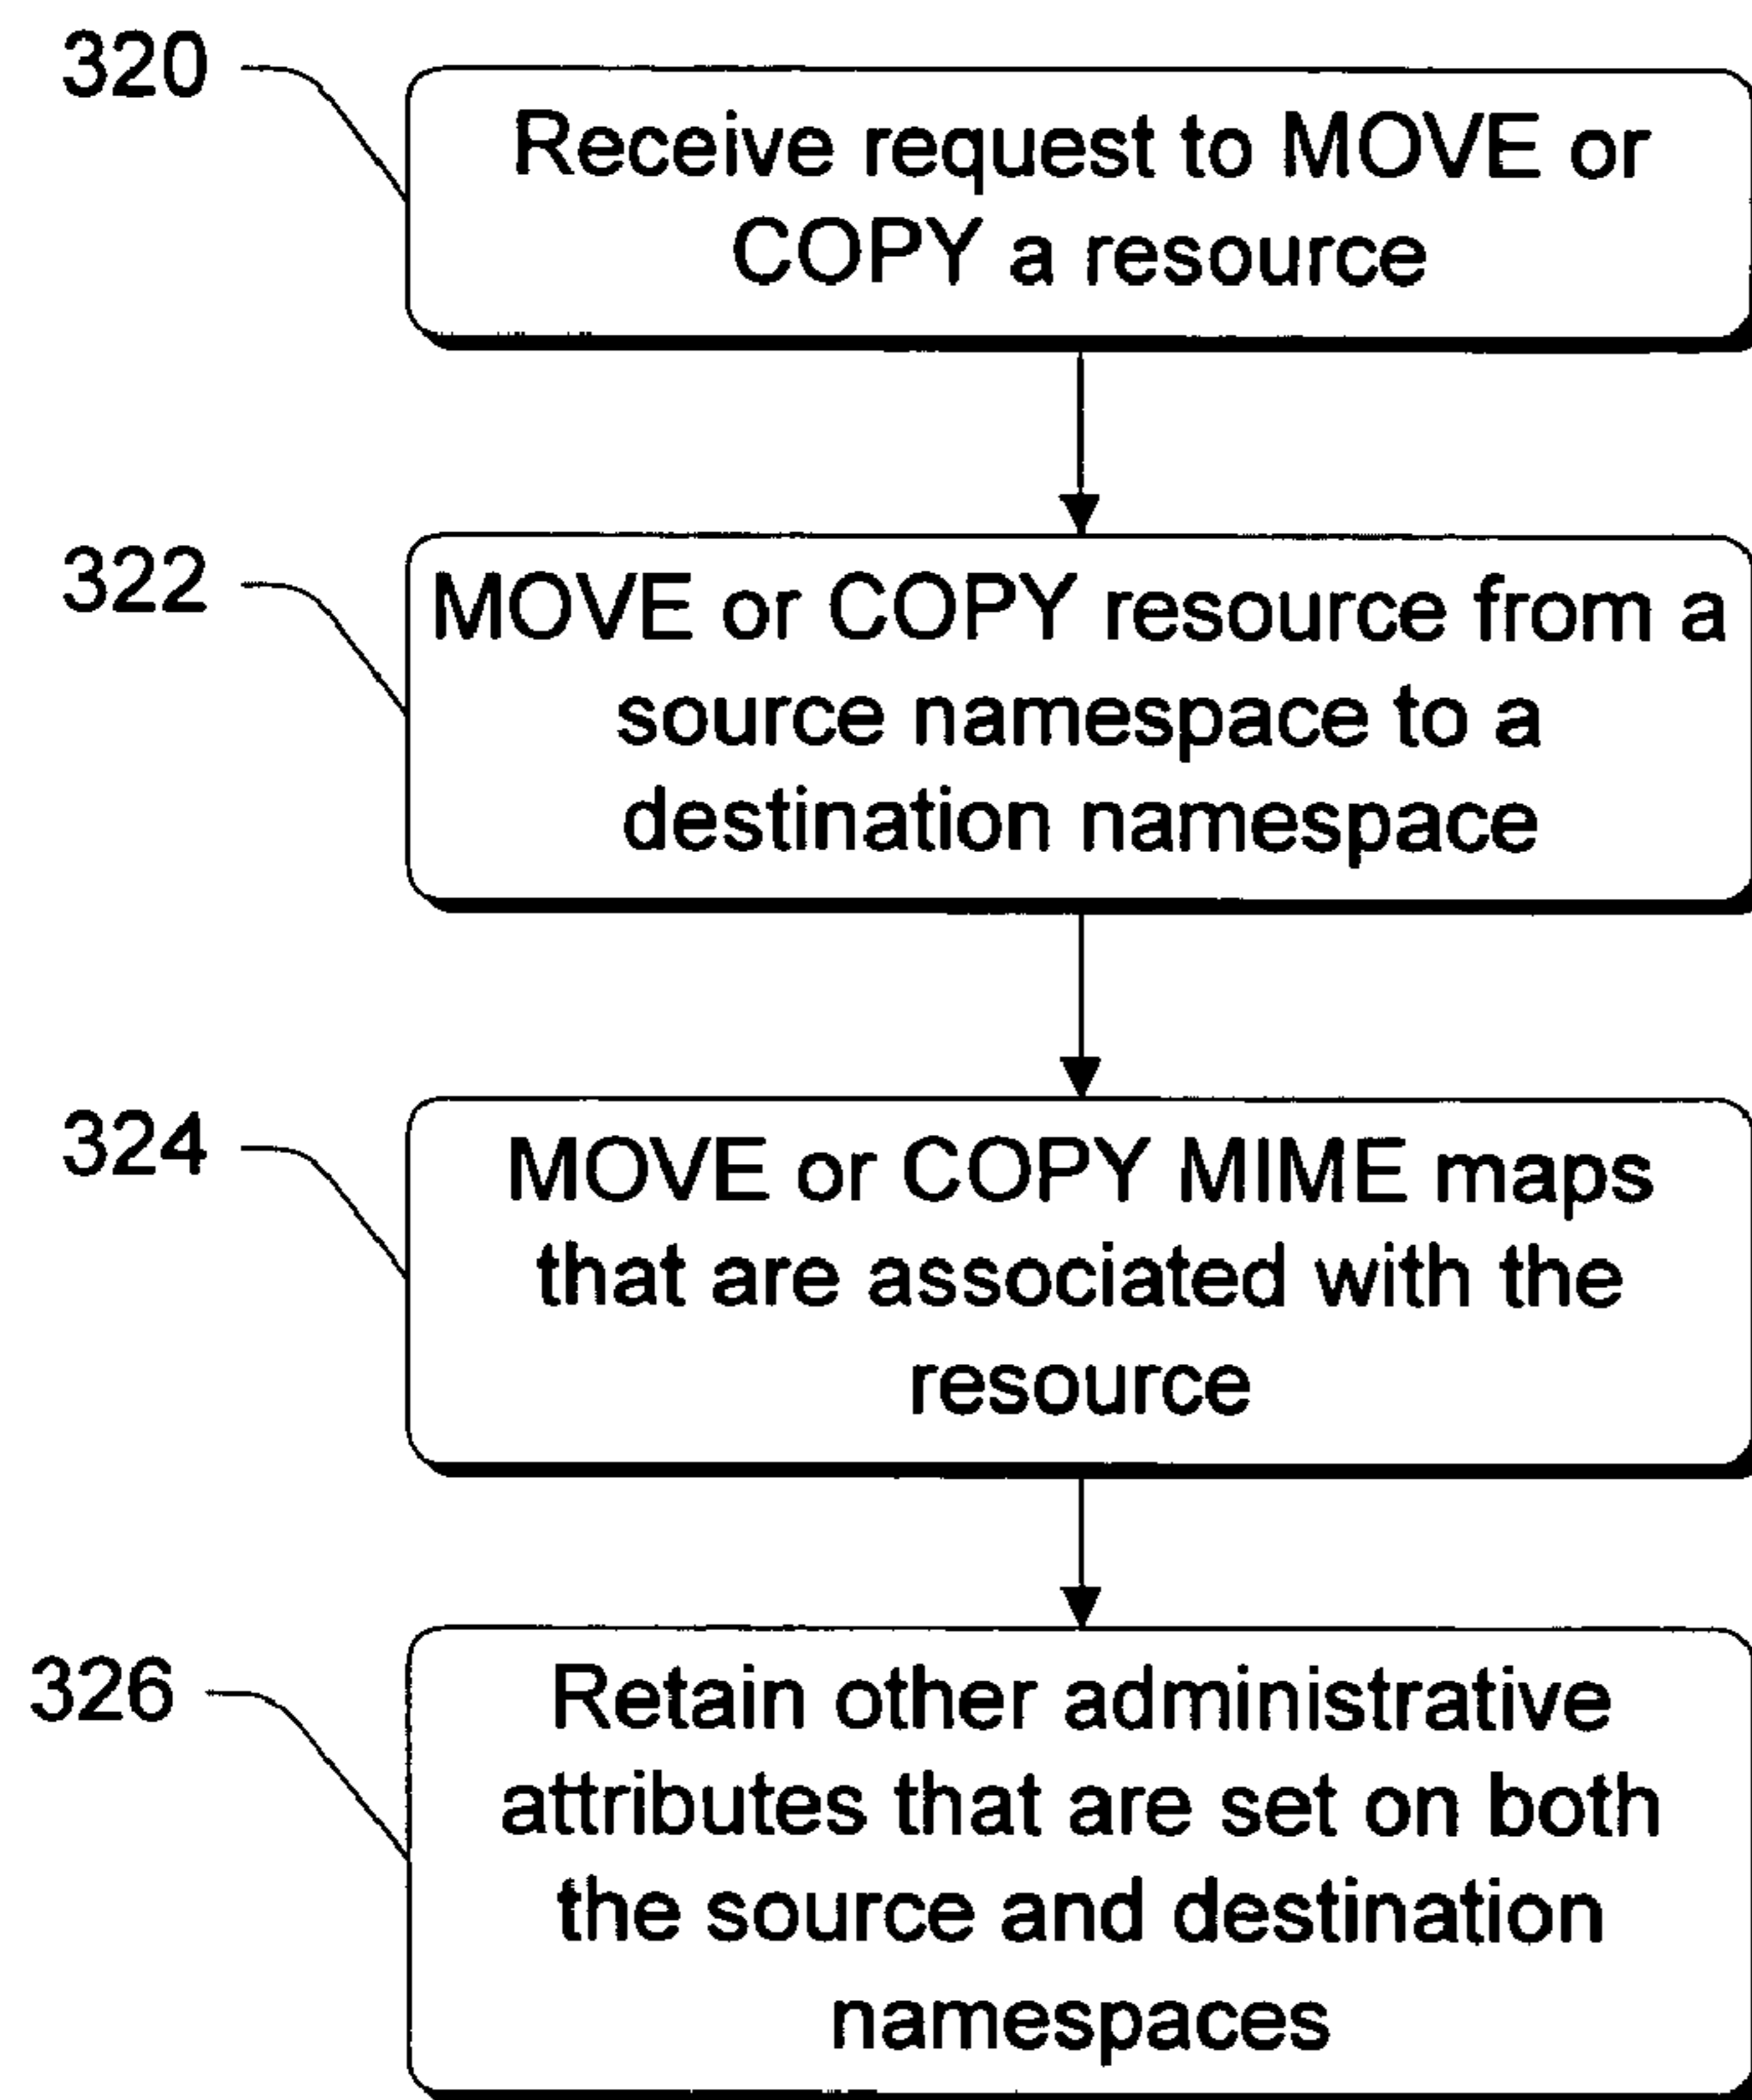 320
Receive request to MOVE or
COPY a resource
322
MOVE or COPY resource from a
source namespace to a
destination namespace
324
MOVE or COPY MIME maps
that are associated with the
resource
326
Retain other administrative
attributes that are set on both
the source and destination
namespaces